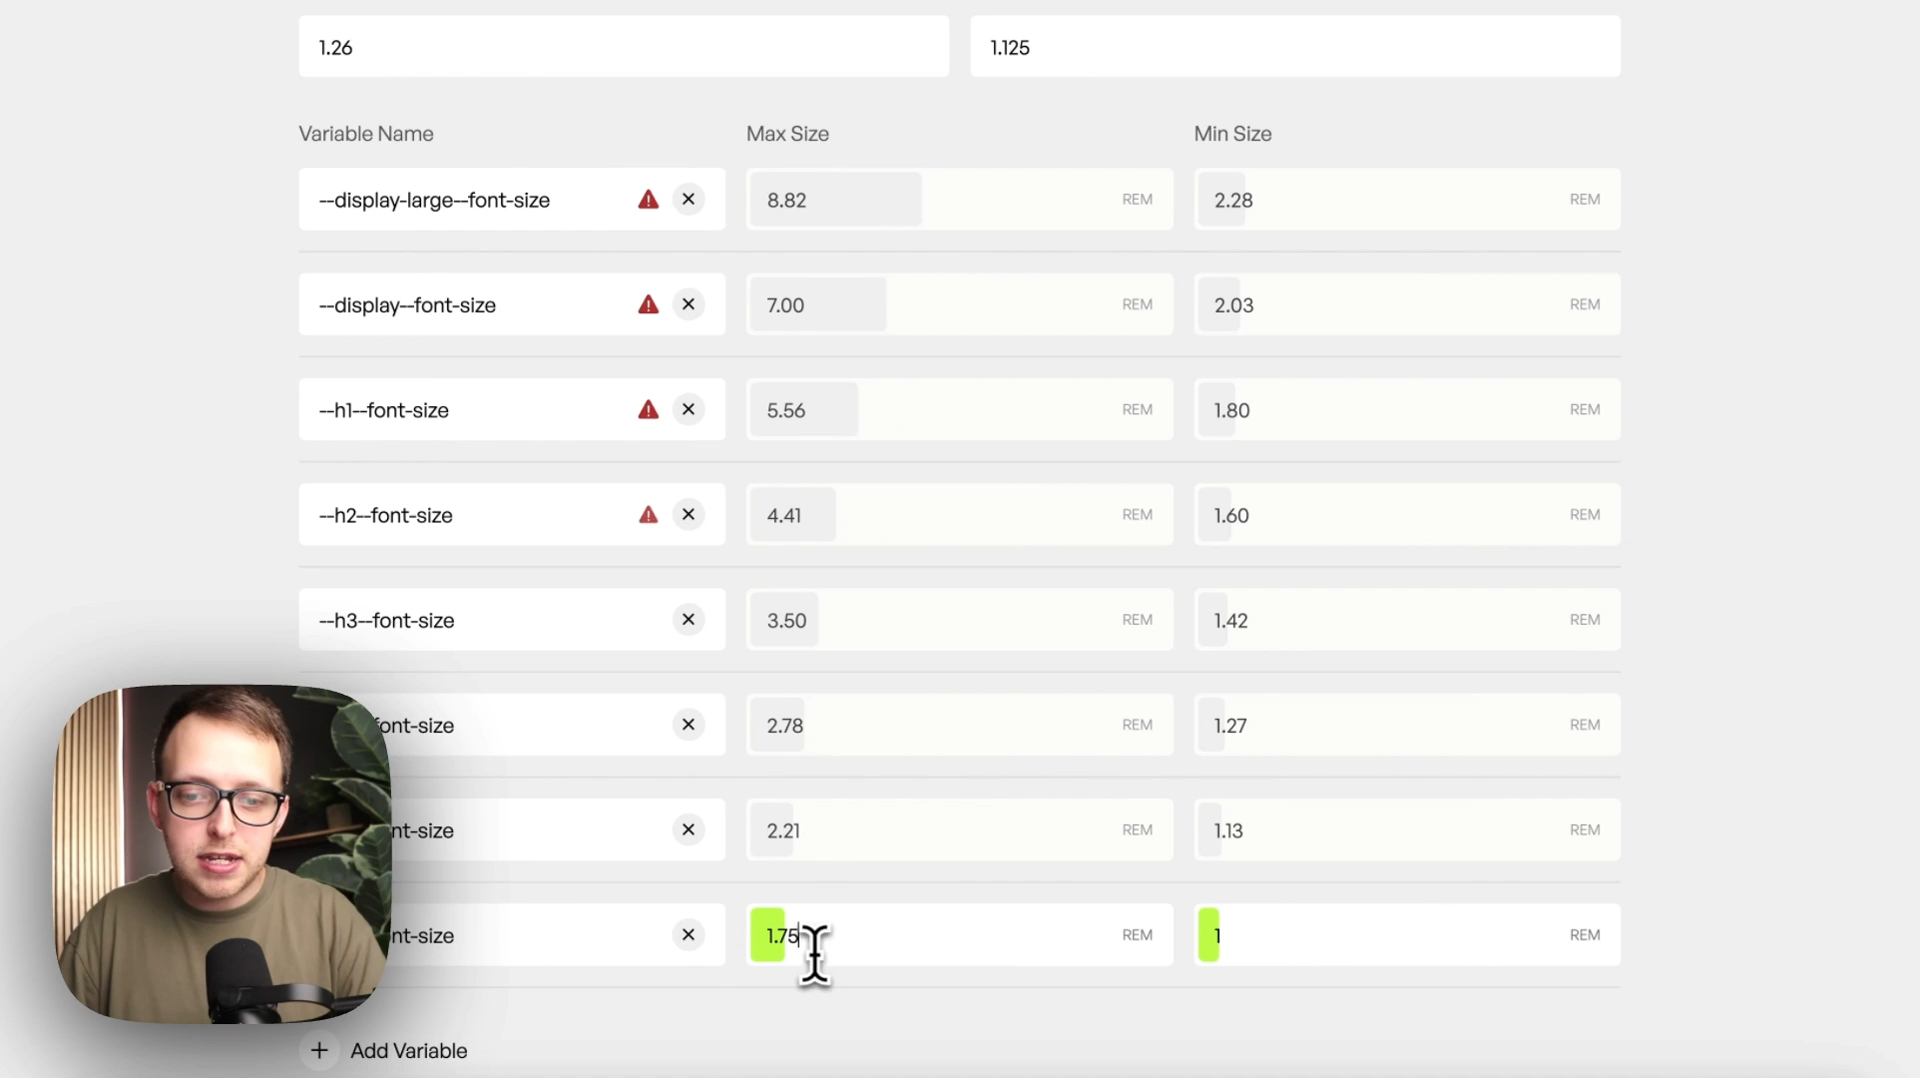 1.26 1.125
Variable Name Max Size Min Size
--display-large--font-size 8.82 REM 2.28 REM
--display--font-size 7.00 REM 2.03 REM
--h1--font-size 5.56 REM 1.80 REM
--h2--font-size 4.41 REM 1.60 REM
--h3--font-size 3.50 REM 1.42 REM
font-size 2.78 REM 1.27 REM
nt-size 2.21 REM 1.13 REM
nt-size 1.75 REM 1 REM
+ Add Variable